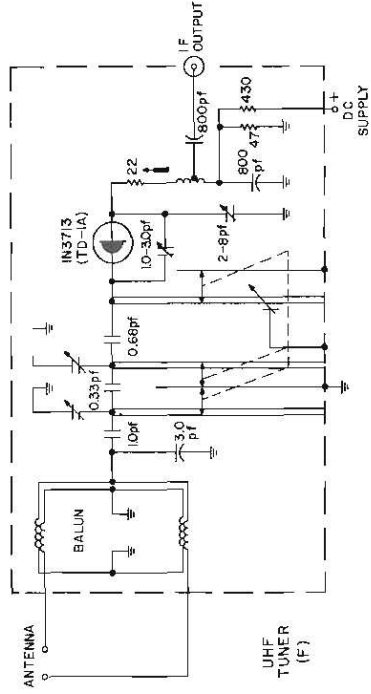 ANTENNA
BALUN
UHF
TUNER
(F)
1.0pf
3.0
pf
0.33pf
0.68pf
1N3713
(TD-1A)
1.0-3.0pf
2-8pf
22
800pf
800
pf
47
430
IF
OUTPUT
+
DC
SUPPLY